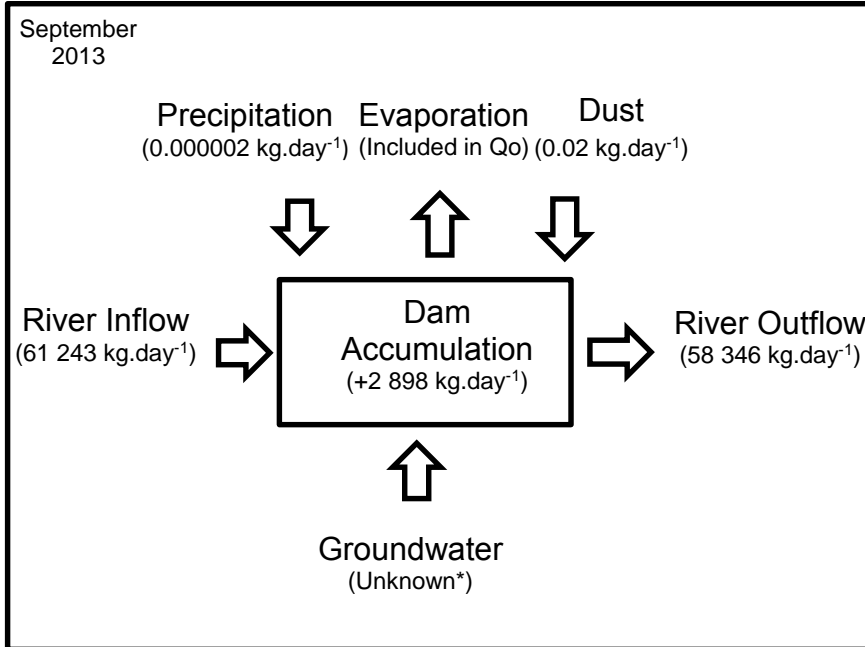 September
2013
Precipitation
(0.000002 kg.day⁻¹)
Evaporation
(Included in Qo)
Dust
(0.02 kg.day⁻¹)
River Inflow
(61 243 kg.day⁻¹)
Dam
Accumulation
(+2 898 kg.day⁻¹)
River Outflow
(58 346 kg.day⁻¹)
Groundwater
(Unknown*)